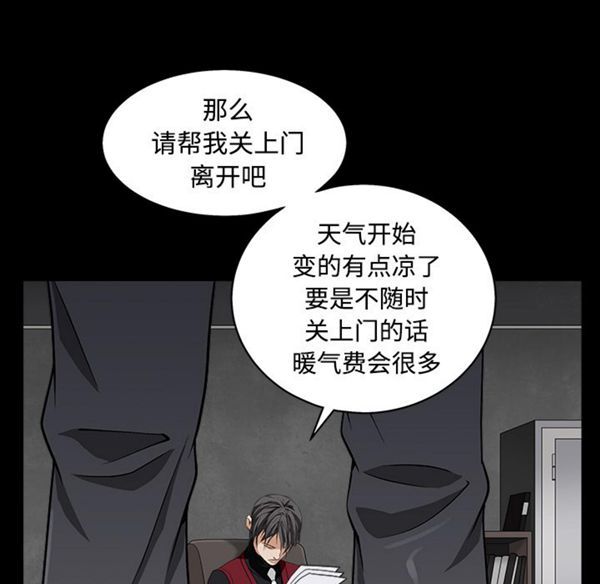 那么
请帮我关上门
离开吧
天气开始
变的有点凉了
要是不随时
关上门的话
暖气费会很多